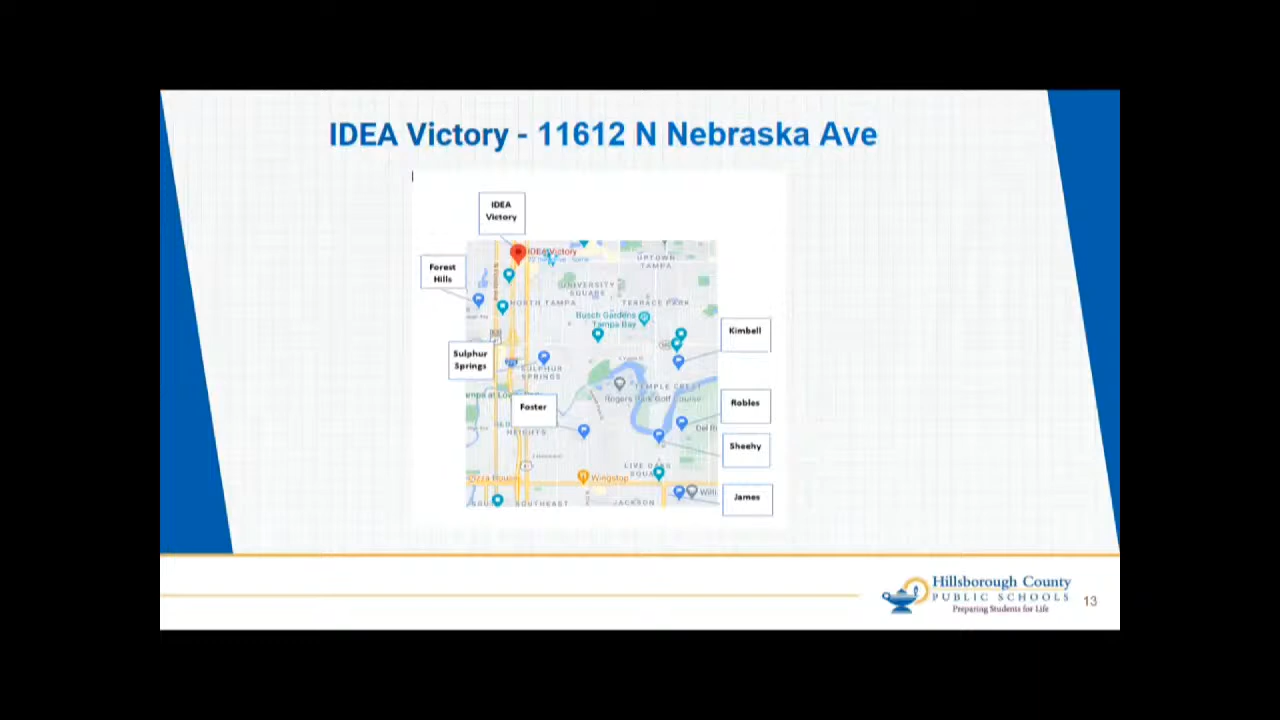 IDEA Victory - 11612 N Nebraska Ave
IDEA
Victory
IDEA Victory
UPTOWN
TAMPA
Forest
Hills
UNIVERSITY
SQUARE
NORTH TAMPA
TERRACE PARK
Busch Gardens
Tampa Bay
Kimbell
Sulphur
Springs
SULPHUR
SPRINGS
TEMPLE CREST
Rogers Park Golf Course
Foster
Robles
HEIGHTS
Sheehy
LIVE OAKS
SQUARE
Wingstop
James
SOUTHEAST
JACKSON
Hillsborough County
PUBLIC SCHOOLS
Preparing Students for Life
13